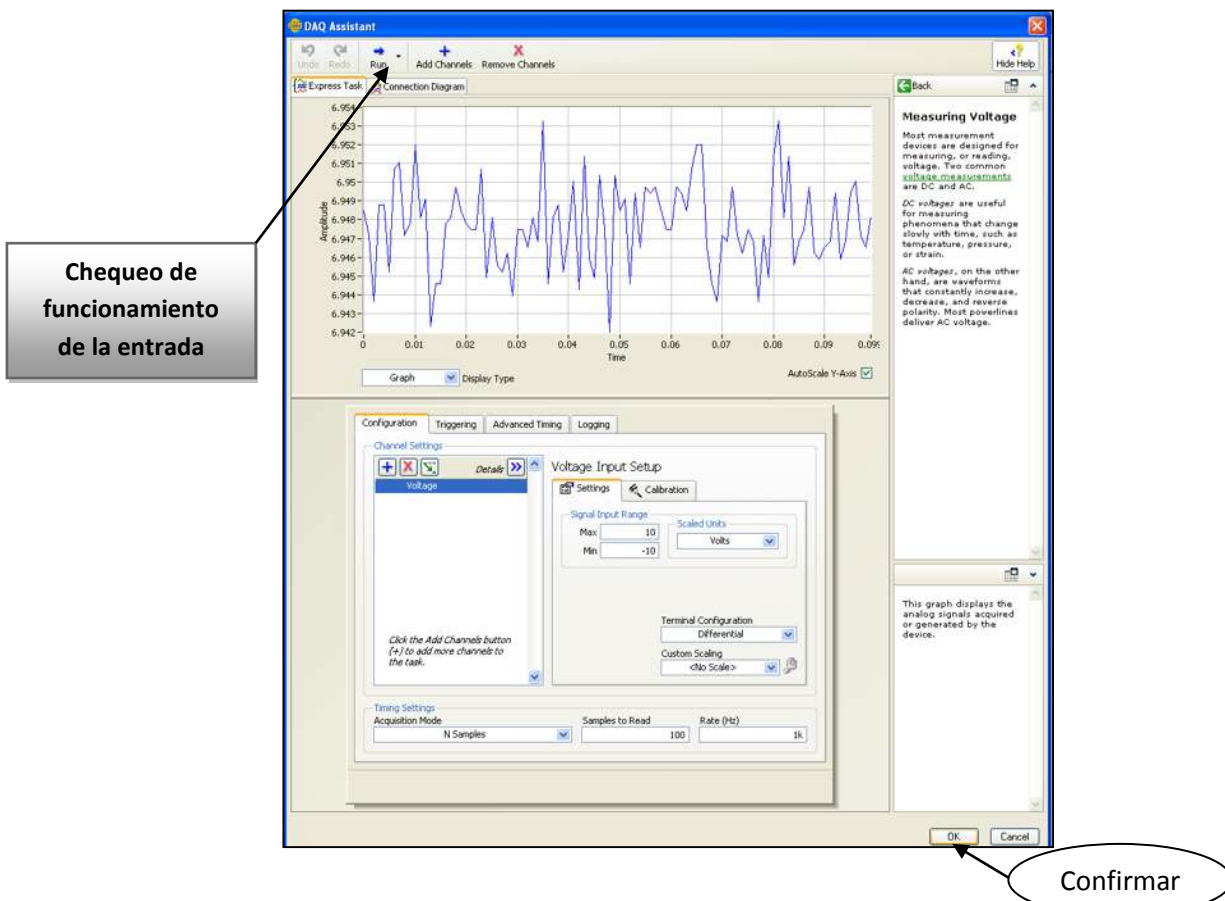 DAQ Assistant
Undo Redo Run Add Channels Remove Channels Hide Help
Express Task Connection Diagram
6.954
6.953
6.952
6.951
6.95
6.949
6.948
6.947
6.946
6.945
6.944
6.943
6.942
Amplitude
0 0.01 0.02 0.03 0.04 0.05 0.06 0.07 0.08 0.09 0.099
Time
Graph Display Type AutoScale Y-Axis
Chequeo de
funcionamiento
de la entrada
Back
Measuring Voltage
Most measurement
devices are designed for
measuring, or reading,
voltage. Two common
voltage measurements
are DC and AC.
DC voltages are useful
for measuring
phenomena that change
slowly with time, such as
temperature, pressure,
or strain.
AC voltages, on the other
hand, are waveforms
that constantly increase,
decrease, and reverse
polarity. Most powerlines
deliver AC voltage.
Configuration Triggering Advanced Timing Logging
Channel Settings
Details
Voltage
Click the Add Channels button
(+) to add more channels to
the task.
Voltage Input Setup
Settings Calibration
Signal Input Range
Max 10
Min -10
Scaled Units
Volts
Terminal Configuration
Differential
Custom Scaling
<No Scale>
Timing Settings
Acquisition Mode Samples to Read Rate (Hz)
N Samples 100 1k
This graph displays the
analog signals acquired
or generated by the
device.
OK Cancel
Confirmar